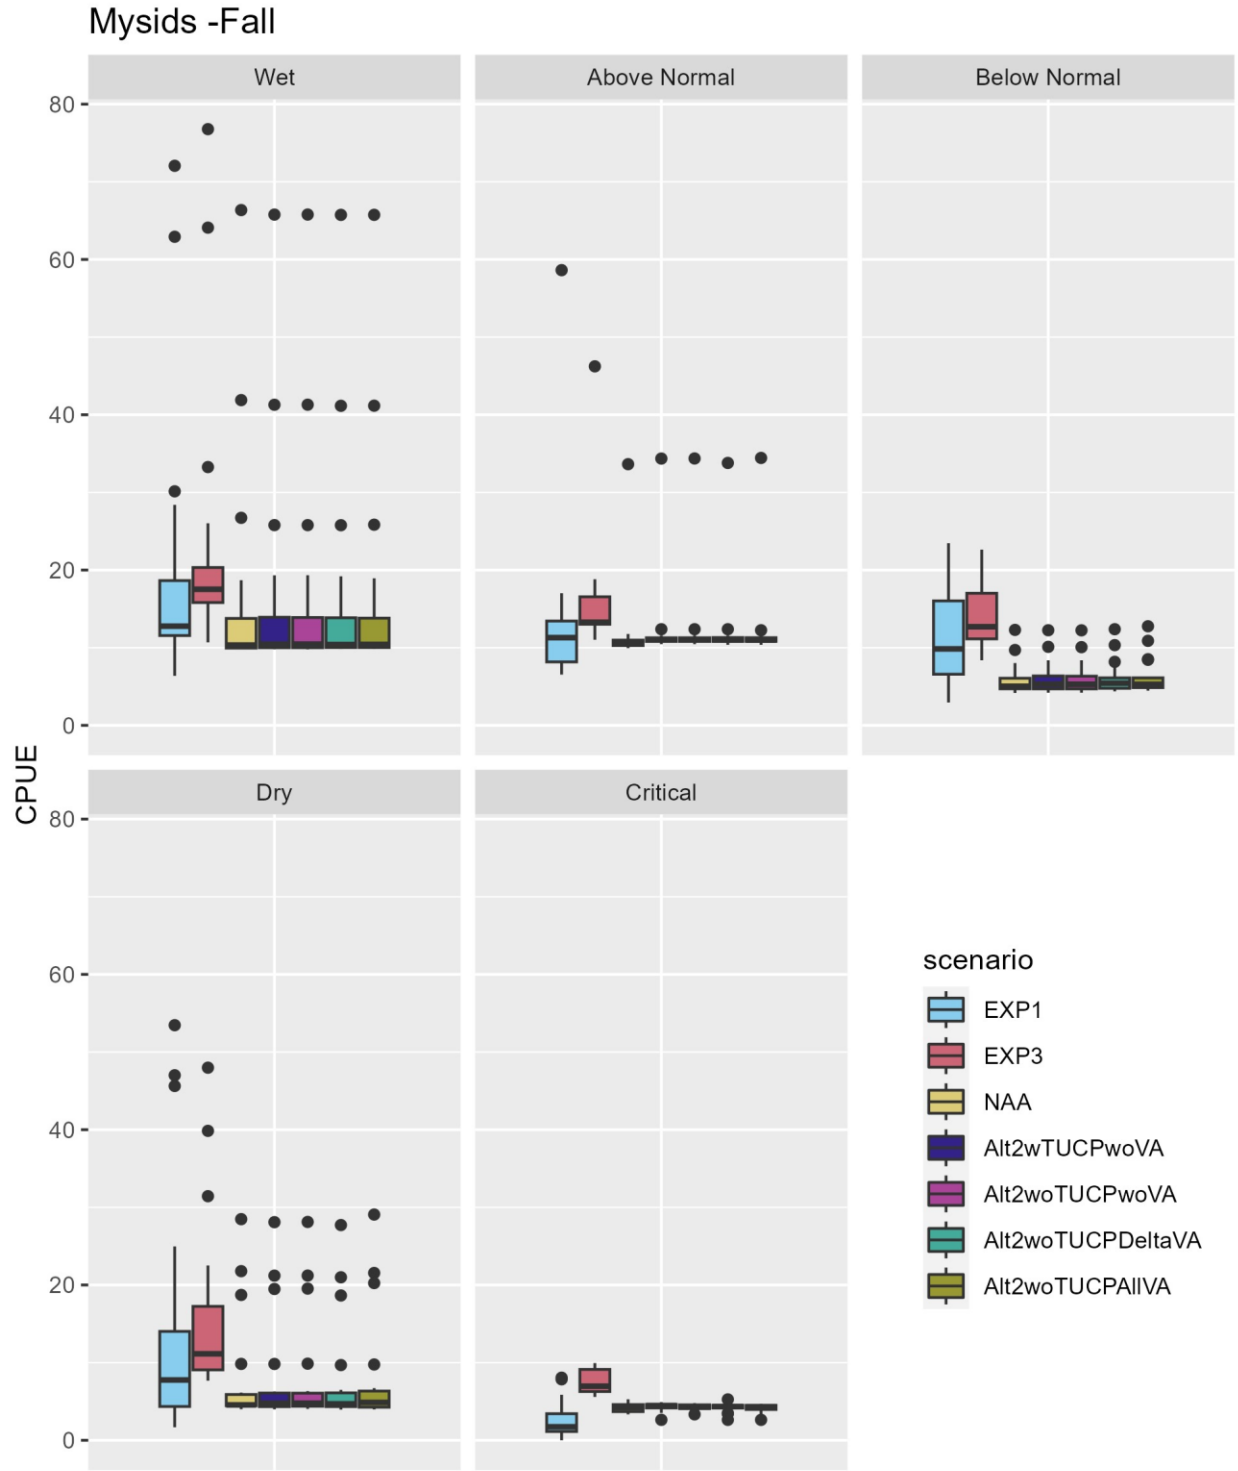 Mysids -Fall
Wet
Above Normal
Below Normal
80
60
40
20
0
CPUE
Dry
Critical
80
60
40
20
0
scenario
EXP1
EXP3
NAA
Alt2wTUCPwoVA
Alt2woTUCPwoVA
Alt2woTUCPDeltaVA
Alt2woTUCPAllVA